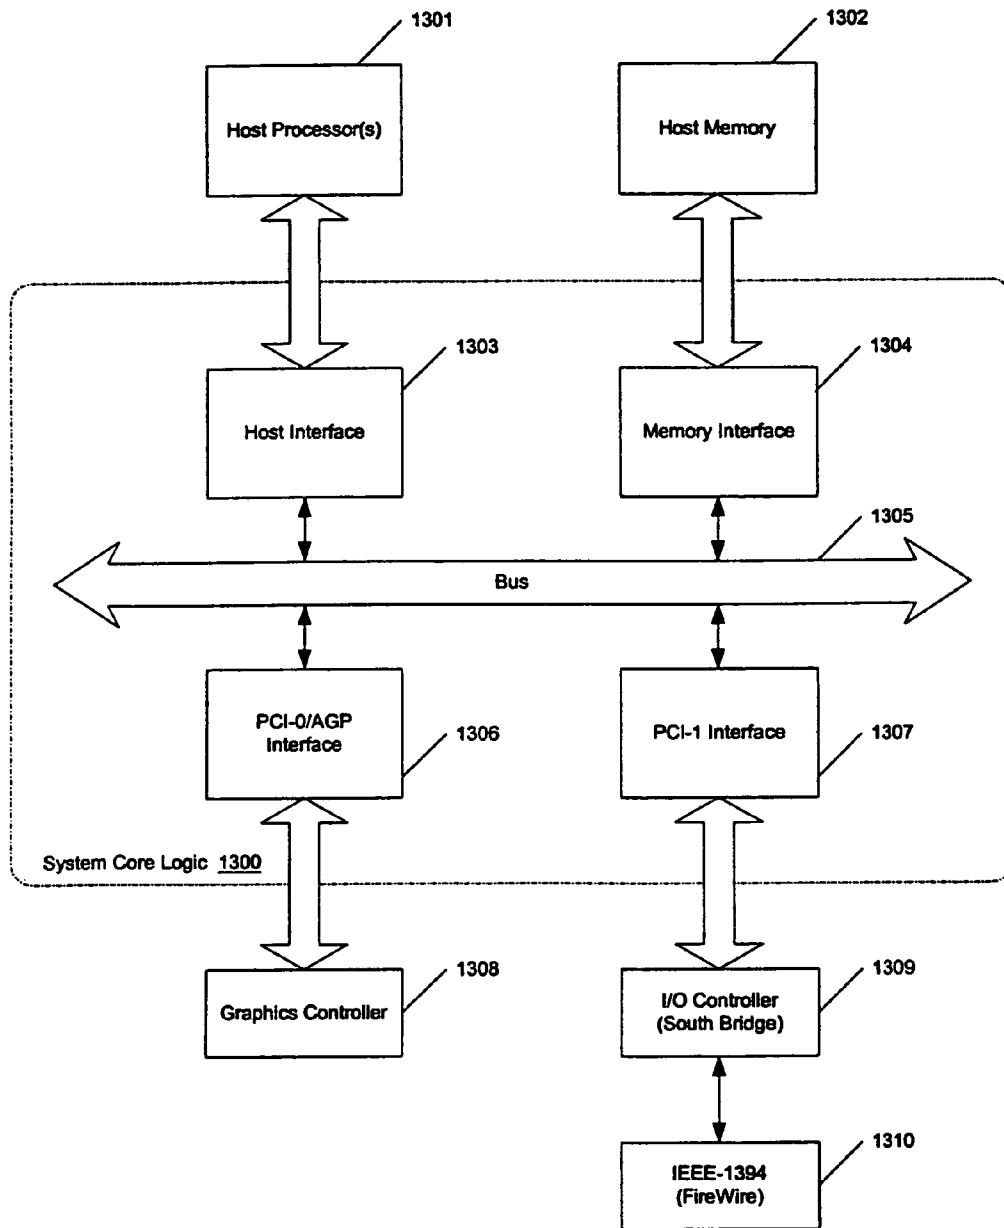 1301
1302
Host Processor(s)
Host Memory
1303
1304
Host Interface
Memory Interface
1305
Bus
PCI-0/AGP
Interface
1306
PCI-1 Interface
1307
System Core Logic 1300
1308
1309
Graphics Controller
I/O Controller
(South Bridge)
1310
IEEE-1394
(FireWire)